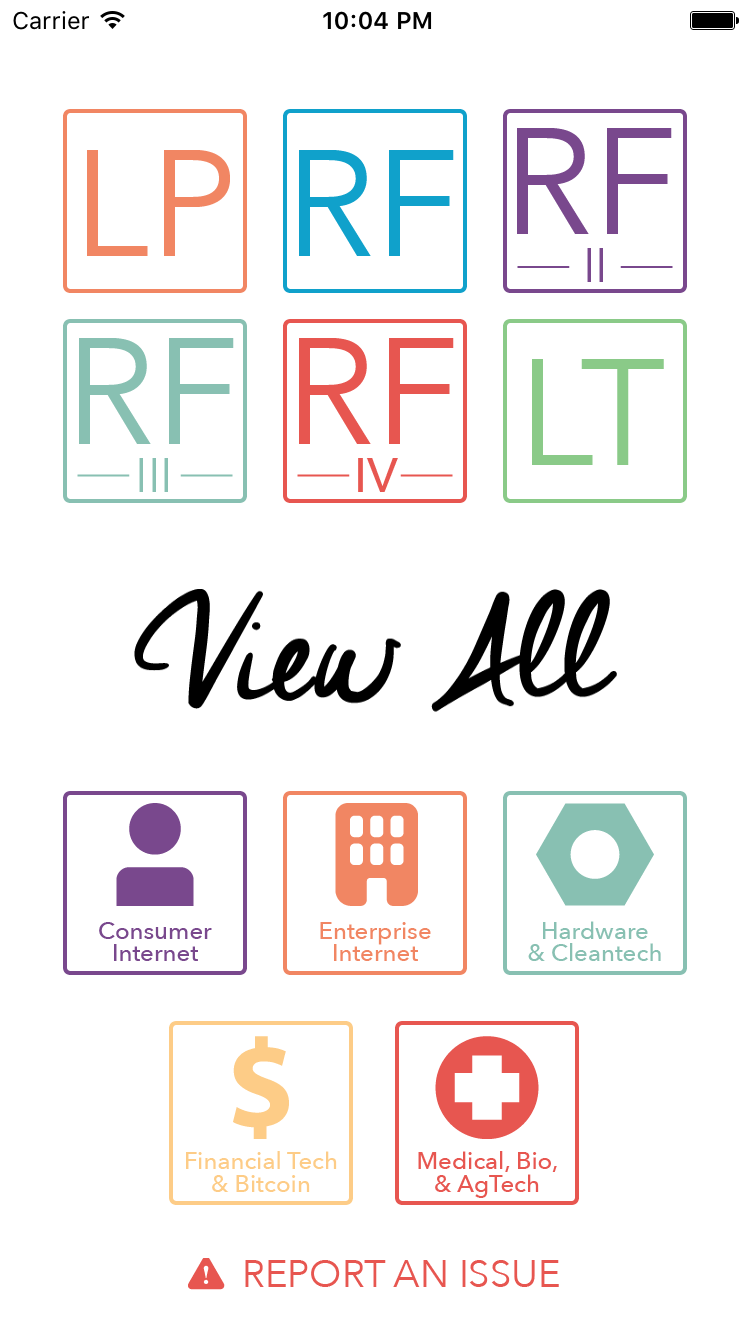 Carrier 10:04 PM
LP RF RF
II
RF RF LT
III IV
View All
Consumer
Internet
Enterprise
Internet
Hardware
& Cleantech
$
Financial Tech
& Bitcoin
Medical, Bio,
& AgTech
! REPORT AN ISSUE